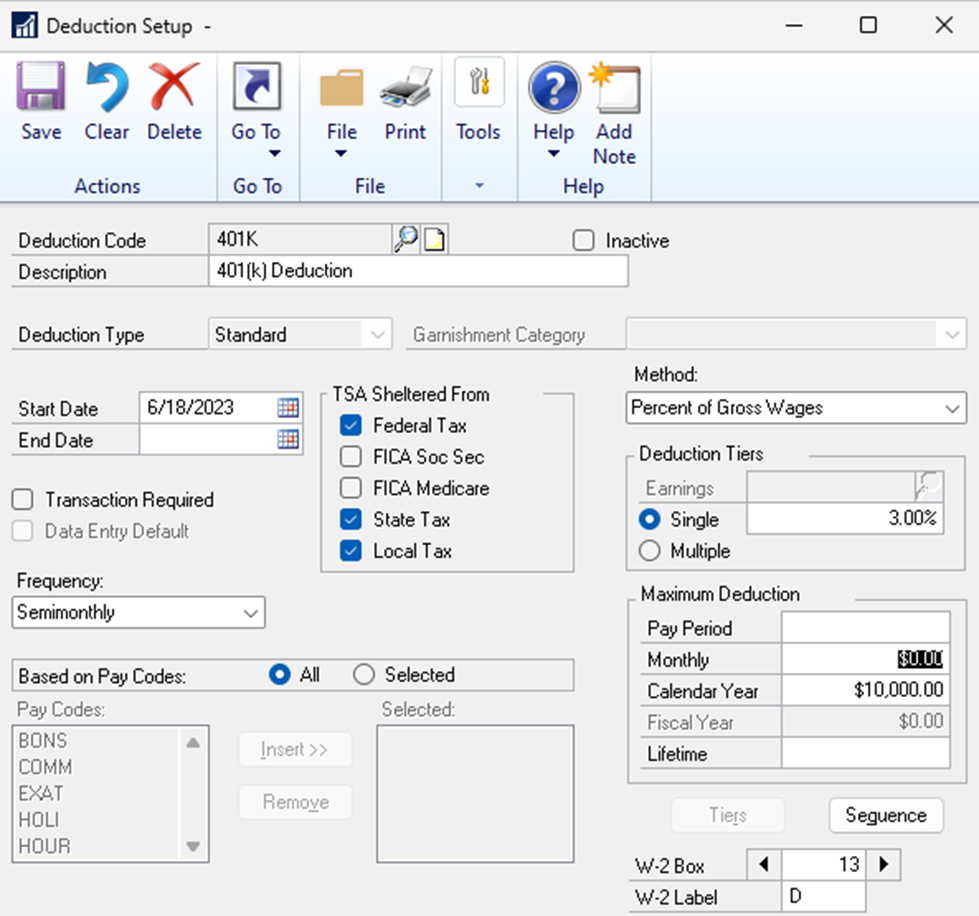 Deduction Setup -
Save Clear Delete Go To File Print Tools Help Add Note
Actions Go To File Help
Deduction Code 401K Inactive
Description 401(k) Deduction
Deduction Type Standard Garnishment Category
Method:
Percent of Gross Wages
Start Date 6/18/2023
End Date
TSA Sheltered From
Federal Tax
FICA Soc Sec
FICA Medicare
State Tax
Local Tax
Deduction Tiers
Earnings
Single 3.00%
Multiple
Transaction Required
Data Entry Default
Frequency:
Semimonthly
Maximum Deduction
Pay Period
Monthly $0.00
Calendar Year $10,000.00
Fiscal Year $0.00
Lifetime
Based on Pay Codes: All Selected
Pay Codes:
BONS
COMM
EXAT
HOLI
HOUR
Insert >>
Remove
Selected:
Tiers Sequence
W-2 Box 13
W-2 Label D